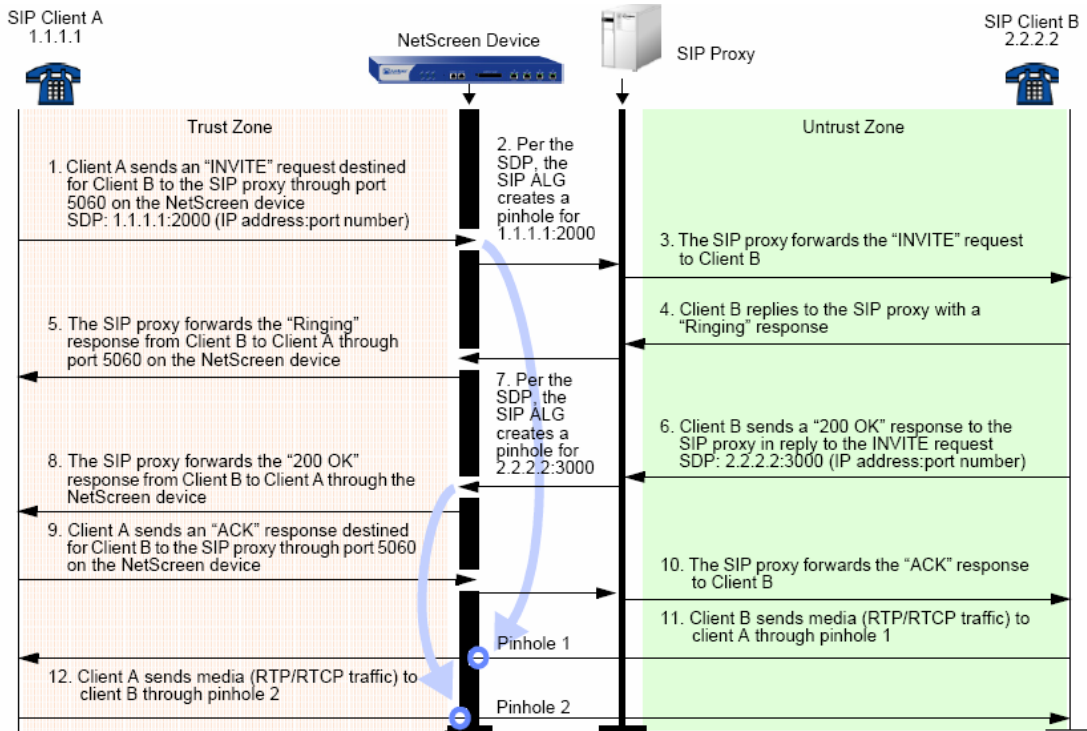 SIP Client A
1.1.1.1
NetScreen Device
SIP Proxy
SIP Client B
2.2.2.2
Trust Zone
Untrust Zone
1. Client A sends an “INVITE” request destined
for Client B to the SIP proxy through port
5060 on the NetScreen device
SDP: 1.1.1.1:2000 (IP address:port number)
2. Per the
SDP, the
SIP ALG
creates a
pinhole for
1.1.1.1:2000
3. The SIP proxy forwards the “INVITE” request
to Client B
4. Client B replies to the SIP proxy with a
“Ringing” response
5. The SIP proxy forwards the “Ringing”
response from Client B to Client A through
port 5060 on the NetScreen device
6. Client B sends a “200 OK” response to the
SIP proxy in reply to the INVITE request
SDP: 2.2.2.2:3000 (IP address:port number)
7. Per the
SDP, the
SIP ALG
creates a
pinhole for
2.2.2.2:3000
8. The SIP proxy forwards the “200 OK”
response from Client B to Client A through the
NetScreen device
9. Client A sends an “ACK” response destined
for Client B to the SIP proxy through port 5060
on the NetScreen device
10. The SIP proxy forwards the “ACK” response
to Client B
11. Client B sends media (RTP/RTCP traffic) to
client A through pinhole 1
Pinhole 1
12. Client A sends media (RTP/RTCP traffic) to
client B through pinhole 2
Pinhole 2